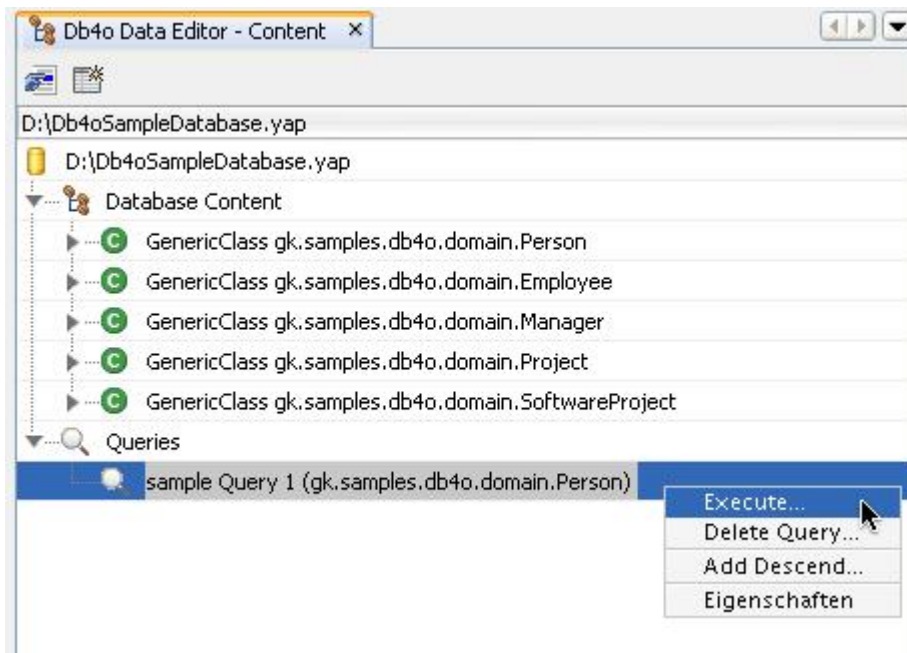 Db4o Data Editor - Content
D:\Db4oSampleDatabase.yap
D:\Db4oSampleDatabase.yap
Database Content
C GenericClass gk.samples.db4o.domain.Person
C GenericClass gk.samples.db4o.domain.Employee
C GenericClass gk.samples.db4o.domain.Manager
C GenericClass gk.samples.db4o.domain.Project
C GenericClass gk.samples.db4o.domain.SoftwareProject
Queries
sample Query 1 (gk.samples.db4o.domain.Person)
Execute...
Delete Query...
Add Descend...
Eigenschaften